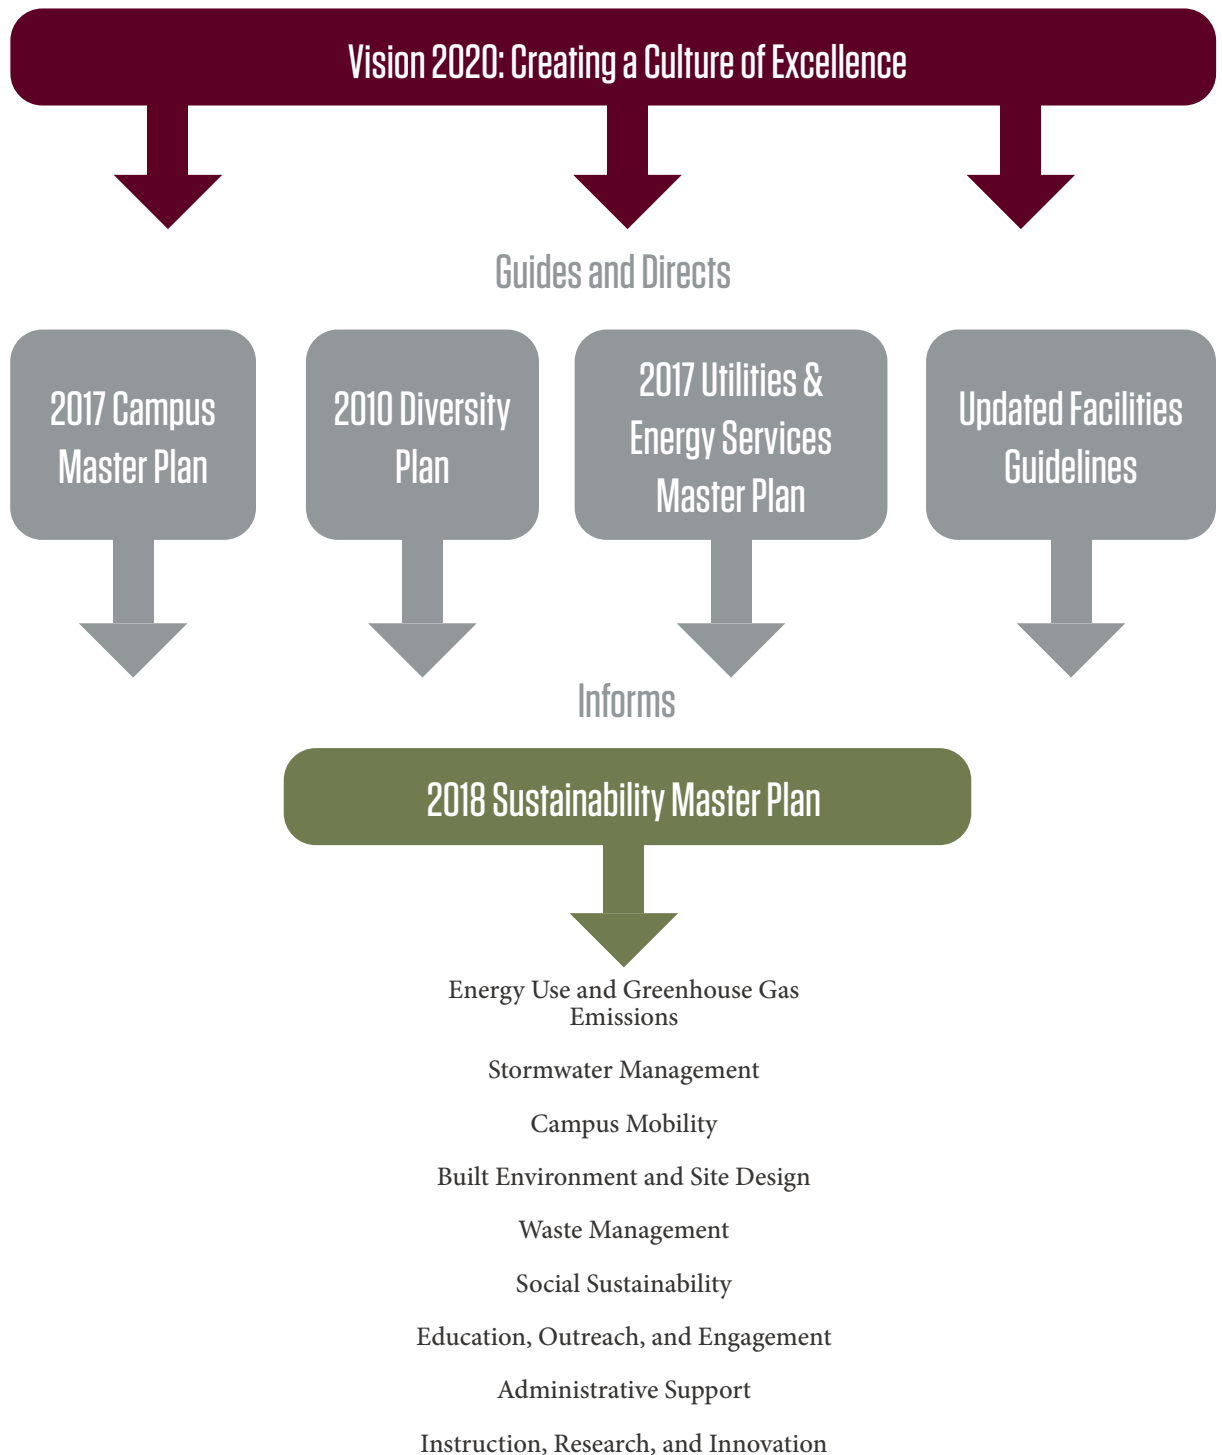 Vision 2020: Creating a Culture of Excellence
Guides and Directs
2017 Campus
Master Plan
2010 Diversity
Plan
2017 Utilities &
Energy Services
Master Plan
Updated Facilities
Guidelines
Informs
2018 Sustainability Master Plan
Energy Use and Greenhouse Gas
Emissions
Stormwater Management
Campus Mobility
Built Environment and Site Design
Waste Management
Social Sustainability
Education, Outreach, and Engagement
Administrative Support
Instruction, Research, and Innovation